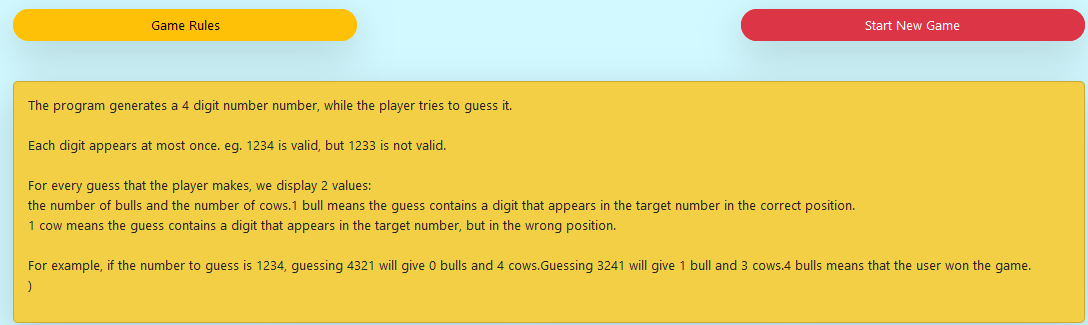 Game Rules
Start New Game
The program generates a 4 digit number number, while the player tries to guess it.
Each digit appears at most once. eg. 1234 is valid, but 1233 is not valid.
For every guess that the player makes, we display 2 values:
the number of bulls and the number of cows.1 bull means the guess contains a digit that appears in the target number in the correct position.
1 cow means the guess contains a digit that appears in the target number, but in the wrong position.
For example, if the number to guess is 1234, guessing 4321 will give 0 bulls and 4 cows.Guessing 3241 will give 1 bull and 3 cows.4 bulls means that the user won the game.
)